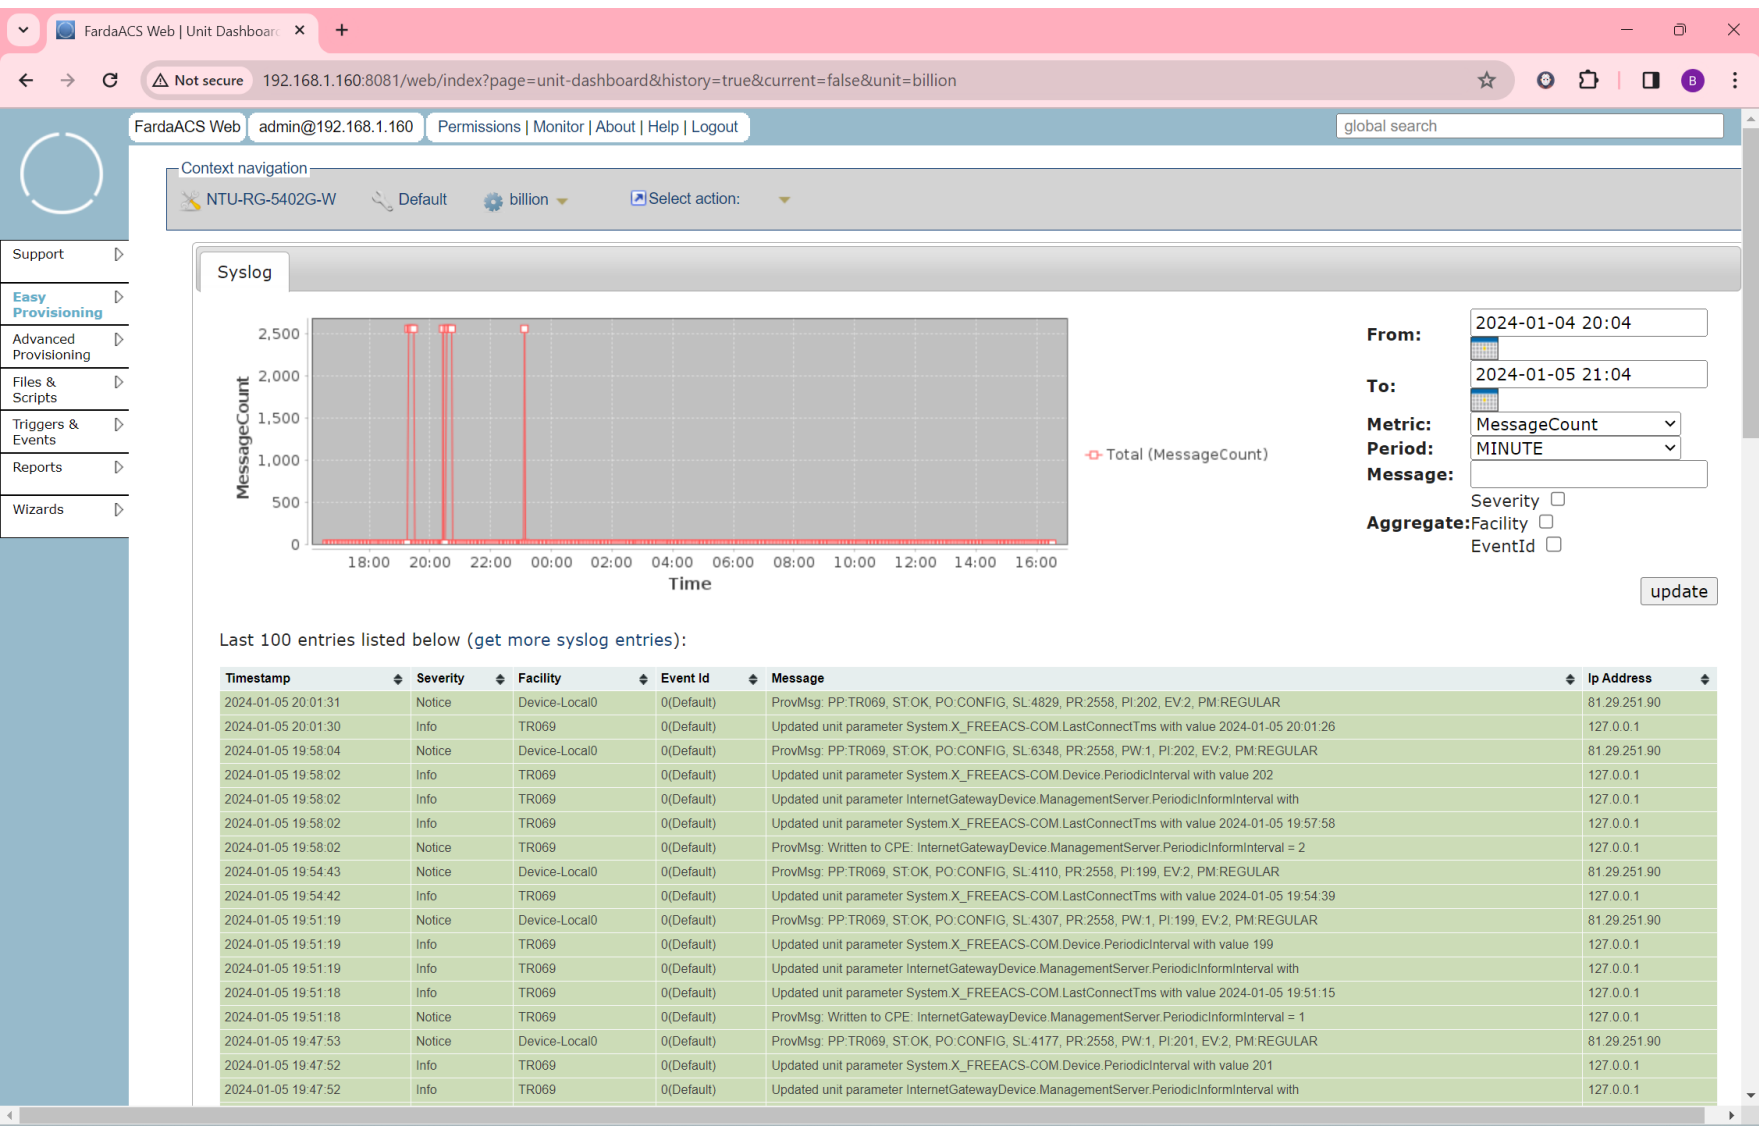 FardaACS Web | Unit Dashboar
Not secure 192.168.1.160:8081/web/index?page=unit-dashboard&history=true&current=false&unit=billion
B
FardaACS Web admin@192.168.1.160 Permissions | Monitor | About | Help | Logout global search
Context navigation
NTU-RG-5402G-W Default billion Select action:
Support
Easy
Provisioning
Advanced
Provisioning
Files &
Scripts
Triggers &
Events
Reports
Wizards
Syslog
MessageCount
2,500
2,000
1,500
1,000
500
0
18:00 20:00 22:00 00:00 02:00 04:00 06:00 08:00 10:00 12:00 14:00 16:00
Time
Total (MessageCount)
From: 2024-01-04 20:04
To: 2024-01-05 21:04
Metric: MessageCount
Period: MINUTE
Message:
Severity
Aggregate: Facility
EventId
update
Last 100 entries listed below (get more syslog entries):
Timestamp Severity Facility Event Id Message Ip Address
2024-01-05 20:01:31 Notice Device-Local0 0(Default) ProvMsg: PP:TR069, ST:OK, PO:CONFIG, SL:4829, PR:2558, PI:202, EV:2, PM:REGULAR 81.29.251.90
2024-01-05 20:01:30 Info TR069 0(Default) Updated unit parameter System.X_FREEACS-COM.LastConnectTms with value 2024-01-05 20:01:26 127.0.0.1
2024-01-05 19:58:04 Notice Device-Local0 0(Default) ProvMsg: PP:TR069, ST:OK, PO:CONFIG, SL:6348, PR:2558, PW:1, PI:202, EV:2, PM:REGULAR 81.29.251.90
2024-01-05 19:58:02 Info TR069 0(Default) Updated unit parameter System.X_FREEACS-COM.Device.PeriodicInterval with value 202 127.0.0.1
2024-01-05 19:58:02 Info TR069 0(Default) Updated unit parameter InternetGatewayDevice.ManagementServer.PeriodicInformInterval with 127.0.0.1
2024-01-05 19:58:02 Info TR069 0(Default) Updated unit parameter System.X_FREEACS-COM.LastConnectTms with value 2024-01-05 19:57:58 127.0.0.1
2024-01-05 19:58:02 Notice TR069 0(Default) ProvMsg: Written to CPE: InternetGatewayDevice.ManagementServer.PeriodicInformInterval = 2 127.0.0.1
2024-01-05 19:54:43 Notice Device-Local0 0(Default) ProvMsg: PP:TR069, ST:OK, PO:CONFIG, SL:4110, PR:2558, PI:199, EV:2, PM:REGULAR 81.29.251.90
2024-01-05 19:54:42 Info TR069 0(Default) Updated unit parameter System.X_FREEACS-COM.LastConnectTms with value 2024-01-05 19:54:39 127.0.0.1
2024-01-05 19:51:19 Notice Device-Local0 0(Default) ProvMsg: PP:TR069, ST:OK, PO:CONFIG, SL:4307, PR:2558, PW:1, PI:199, EV:2, PM:REGULAR 81.29.251.90
2024-01-05 19:51:19 Info TR069 0(Default) Updated unit parameter System.X_FREEACS-COM.Device.PeriodicInterval with value 199 127.0.0.1
2024-01-05 19:51:19 Info TR069 0(Default) Updated unit parameter InternetGatewayDevice.ManagementServer.PeriodicInformInterval with 127.0.0.1
2024-01-05 19:51:18 Info TR069 0(Default) Updated unit parameter System.X_FREEACS-COM.LastConnectTms with value 2024-01-05 19:51:15 127.0.0.1
2024-01-05 19:51:18 Notice TR069 0(Default) ProvMsg: Written to CPE: InternetGatewayDevice.ManagementServer.PeriodicInformInterval = 1 127.0.0.1
2024-01-05 19:47:53 Notice Device-Local0 0(Default) ProvMsg: PP:TR069, ST:OK, PO:CONFIG, SL:4177, PR:2558, PW:1, PI:201, EV:2, PM:REGULAR 81.29.251.90
2024-01-05 19:47:52 Info TR069 0(Default) Updated unit parameter System.X_FREEACS-COM.Device.PeriodicInterval with value 201 127.0.0.1
2024-01-05 19:47:52 Info TR069 0(Default) Updated unit parameter InternetGatewayDevice.ManagementServer.PeriodicInformInterval with 127.0.0.1